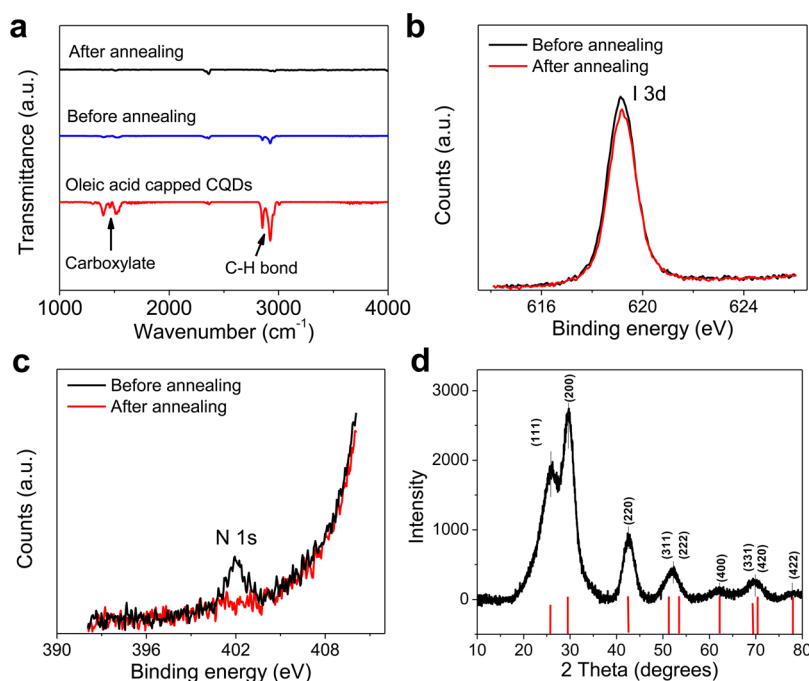 a
After annealing
Before annealing
Oleic acid capped CQDs
Carboxylate
C-H bond
Transmittance (a.u.)
1000 2000 3000 4000
Wavenumber (cm⁻¹)
b
Before annealing
After annealing
I 3d
Counts (a.u.)
616 620 624
Binding energy (eV)
c
Before annealing
After annealing
N 1s
Counts (a.u.)
390 396 402 408
Binding energy (eV)
d
3000
2000
1000
0
Intensity
(111)
(200)
(220)
(311)
(222)
(400)
(331)
(420)
(422)
10 20 30 40 50 60 70 80
2 Theta (degrees)